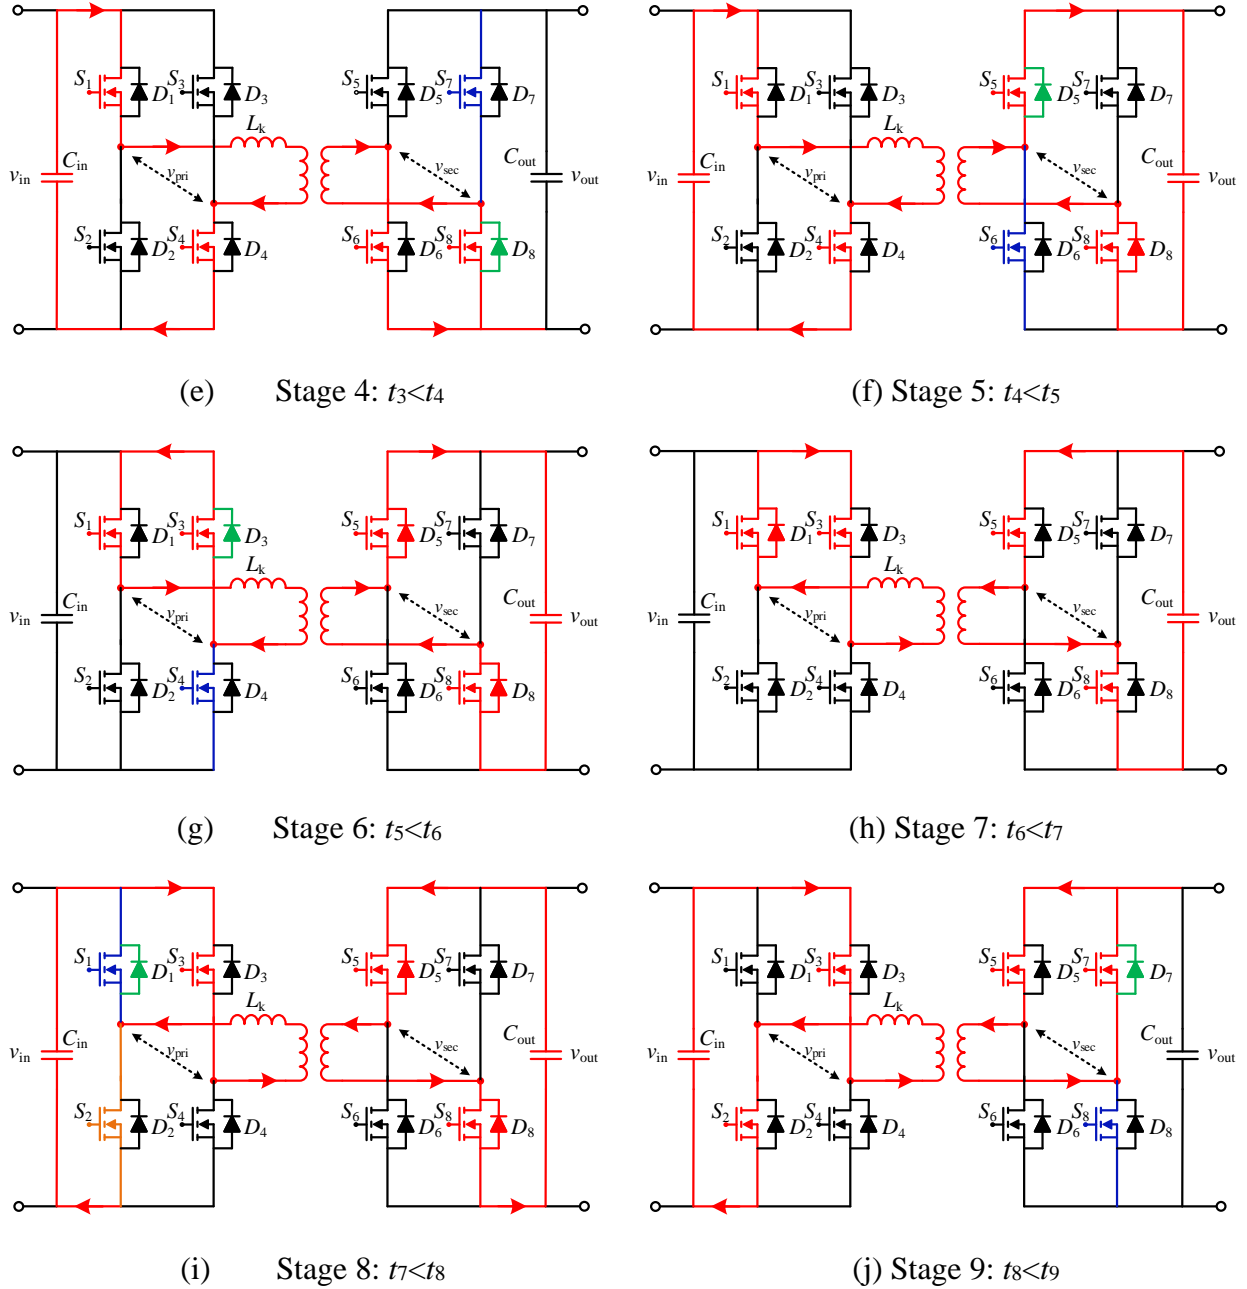 S1 D1 S3 D3 S5 D5 S7 D7
Lk
vin Cin vpri vsec Cout vout
S2 D2 S4 D4 S6 D6 S8 D8
(e) Stage 4: t3<t4
S1 D1 S3 D3 S5 D5 S7 D7
Lk
vin Cin vpri vsec Cout vout
S2 D2 S4 D4 S6 D6 S8 D8
(f) Stage 5: t4<t5
S1 D1 S3 D3 S5 D5 S7 D7
Lk
vin Cin vpri vsec Cout vout
S2 D2 S4 D4 S6 D6 S8 D8
(g) Stage 6: t5<t6
S1 D1 S3 D3 S5 D5 S7 D7
Lk
vin Cin vpri vsec Cout vout
S2 D2 S4 D4 S6 D6 S8 D8
(h) Stage 7: t6<t7
S1 D1 S3 D3 S5 D5 S7 D7
Lk
vin Cin vpri vsec Cout vout
S2 D2 S4 D4 S6 D6 S8 D8
(i) Stage 8: t7<t8
S1 D1 S3 D3 S5 D5 S7 D7
Lk
vin Cin vpri vsec Cout vout
S2 D2 S4 D4 S6 D6 S8 D8
(j) Stage 9: t8<t9